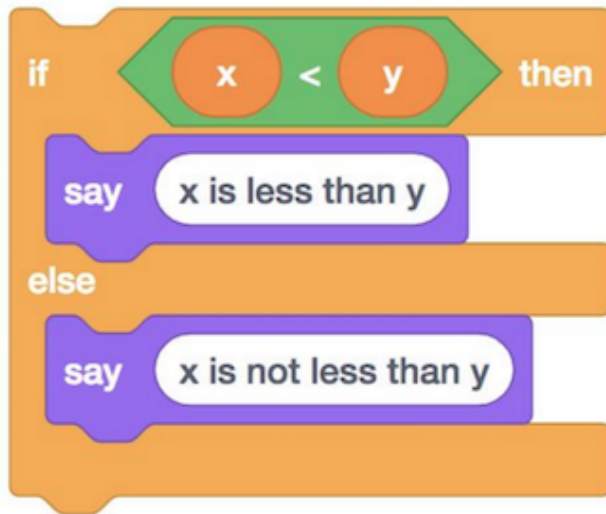 if x < y then
say x is less than y
else
say x is not less than y